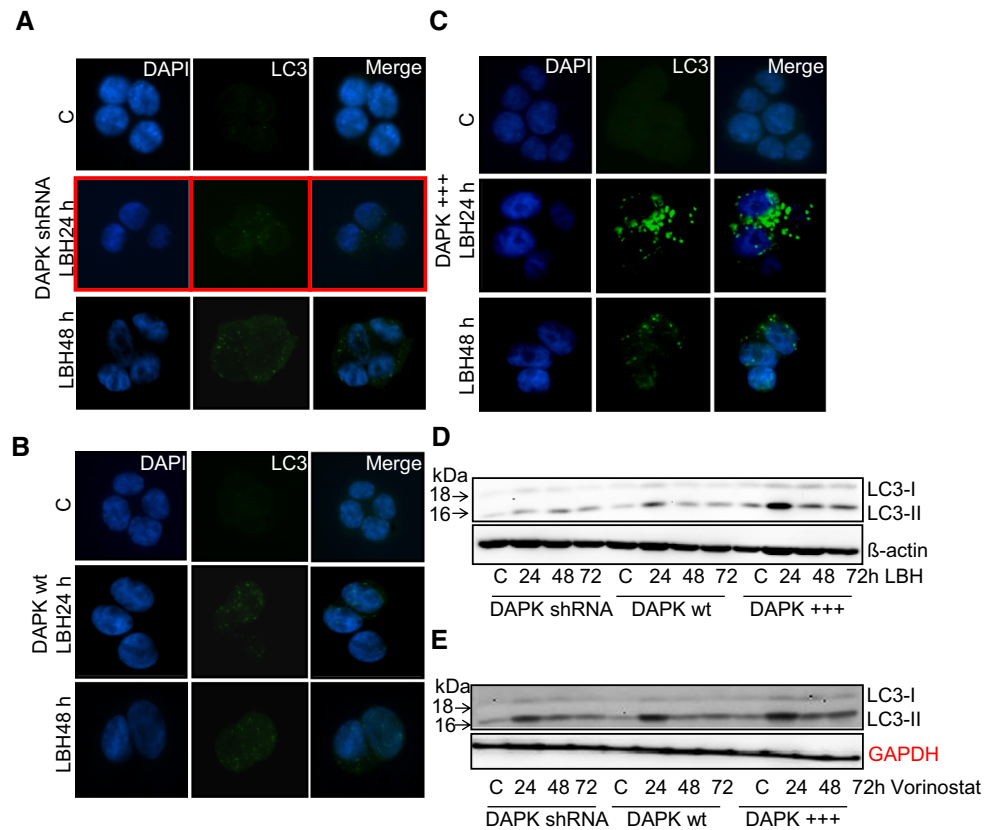 A
DAPI LC3 Merge
C
DAPK shRNA
LBH24 h
LBH48 h
B
DAPI LC3 Merge
C
DAPK wt
LBH24 h
LBH48 h
C
DAPI LC3 Merge
C
DAPK +++
LBH24 h
LBH48 h
D
kDa
18→
16→
LC3-I
LC3-II
ß-actin
C 24 48 72 C 24 48 72 C 24 48 72h LBH
DAPK shRNA DAPK wt DAPK +++
E
kDa
18→
16→
LC3-I
LC3-II
GAPDH
C 24 48 72 C 24 48 72 C 24 48 72h Vorinostat
DAPK shRNA DAPK wt DAPK +++